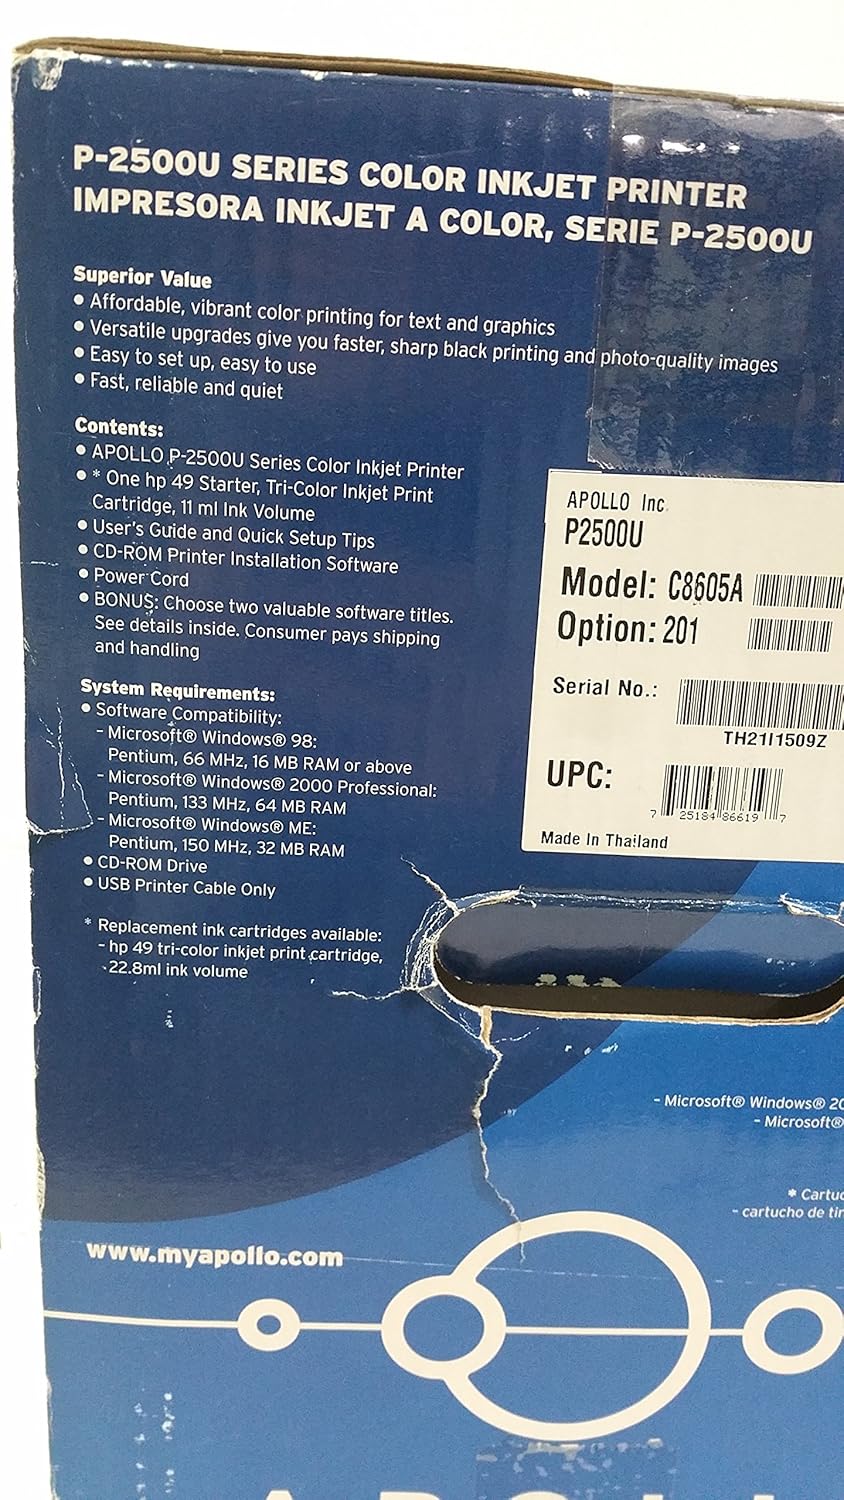 P-2500U SERIES COLOR INKJET PRINTER
IMPRESORA INKJET A COLOR, SERIE P-2500U
Superior Value
• Affordable, vibrant color printing for text and graphics
• Versatile upgrades give you faster, sharp black printing and photo-quality images
• Easy to set up, easy to use
• Fast, reliable and quiet
Contents:
• APOLLO P-2500U Series Color Inkjet Printer
• * One hp 49 Starter, Tri-Color Inkjet Print
Cartridge, 11 ml Ink Volume
• User's Guide and Quick Setup Tips
• CD-ROM Printer Installation Software
• Power Cord
• BONUS: Choose two valuable software titles.
See details inside. Consumer pays shipping
and handling
System Requirements:
• Software Compatibility:
- Microsoft® Windows® 98:
Pentium, 66 MHz, 16 MB RAM or above
- Microsoft® Windows® 2000 Professional:
Pentium, 133 MHz, 64 MB RAM
- Microsoft® Windows® ME:
Pentium, 150 MHz, 32 MB RAM
• CD-ROM Drive
• USB Printer Cable Only
* Replacement ink cartridges available:
- hp 49 tri-color inkjet print cartridge,
22.8ml ink volume
APOLLO Inc.
P2500U
Model: C8605A
Option: 201
Serial No.:
TH21I1509Z
UPC:
7 25184 86619 7
Made In Thailand
- Microsoft® Windows® 20
- Microsoft®
* Cartuc
- cartucho de tin
www.myapollo.com